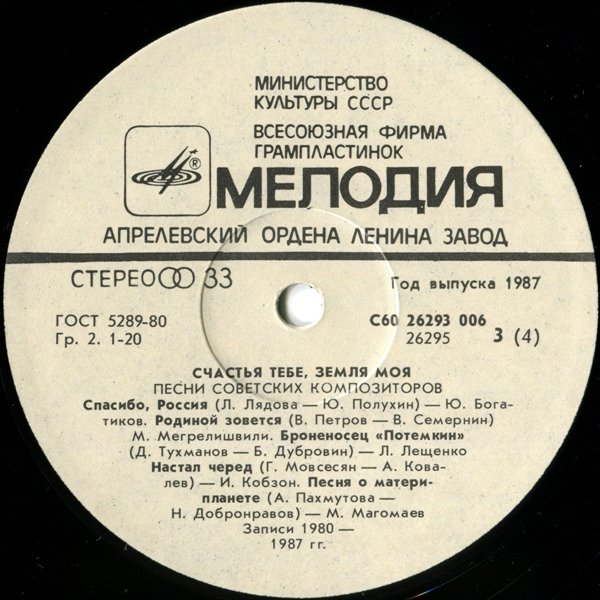 МИНИСТЕРСТВО
КУЛЬТУРЫ СССР
ВСЕСОЮЗНАЯ ФИРМА
ГРАМПЛАСТИНОК
®
МЕЛОДИЯ
АПРЕЛЕВСКИЙ ОРДЕНА ЛЕНИНА ЗАВОД
СТЕРЕО 33
Год выпуска 1987
ГОСТ 5289-80
С60 26293 006
Гр. 2. 1-20
26295 3 (4)
СЧАСТЬЯ ТЕБЕ, ЗЕМЛЯ МОЯ
ПЕСНИ СОВЕТСКИХ КОМПОЗИТОРОВ
Спасибо, Россия (Л. Лядова — Ю. Полухин) — Ю. Бога-
тиков. Родиной зовется (В. Петров — В. Семернин)
М. Мегрелишвили. Броненосец «Потемкин»
(Д. Тухманов — Б. Дубровин) — Л. Лещенко
Настал черед (Г. Мовсесян — А. Кова-
лев) — И. Кобзон. Песня о матери-
планете (А. Пахмутова —
Н. Добронравов) — М. Магомаев
Записи 1980 —
1987 гг.